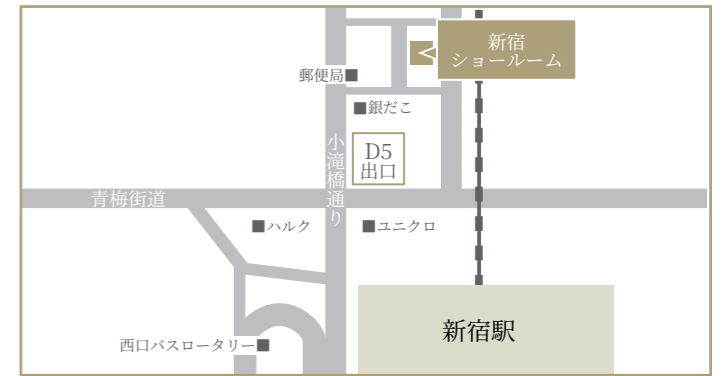 新宿
ショールーム
郵便局■
■銀だこ
小滝橋通り
D5
出口
青梅街道
■ハルク
■ユニクロ
新宿駅
西口バスロータリー■